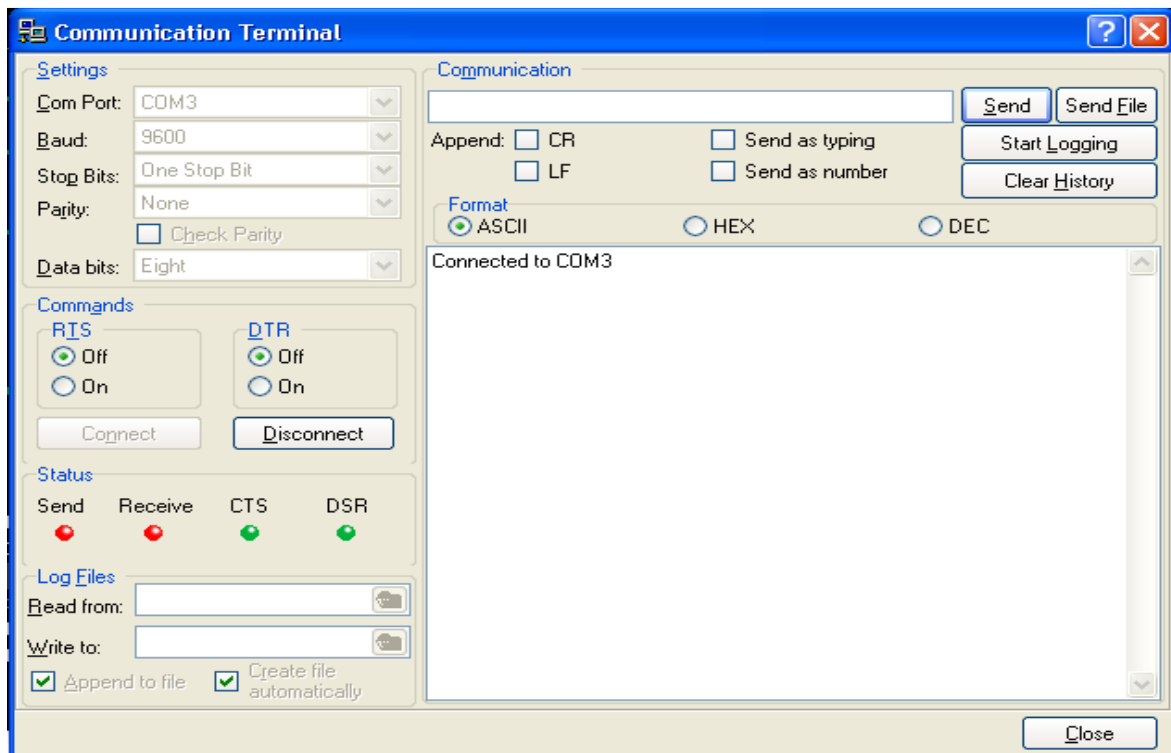 Communication Terminal
Settings
Com Port: COM3
Baud: 9600
Stop Bits: One Stop Bit
Parity: None
Check Parity
Data bits: Eight
Commands
RTS
Off
On
DTR
Off
On
Connect
Disconnect
Status
Send Receive CTS DSR
Log Files
Read from:
Write to:
Append to file
Create file
automatically
Communication
Send
Send File
Append: CR
LF
Send as typing
Send as number
Start Logging
Clear History
Format
ASCII HEX DEC
Connected to COM3
Close